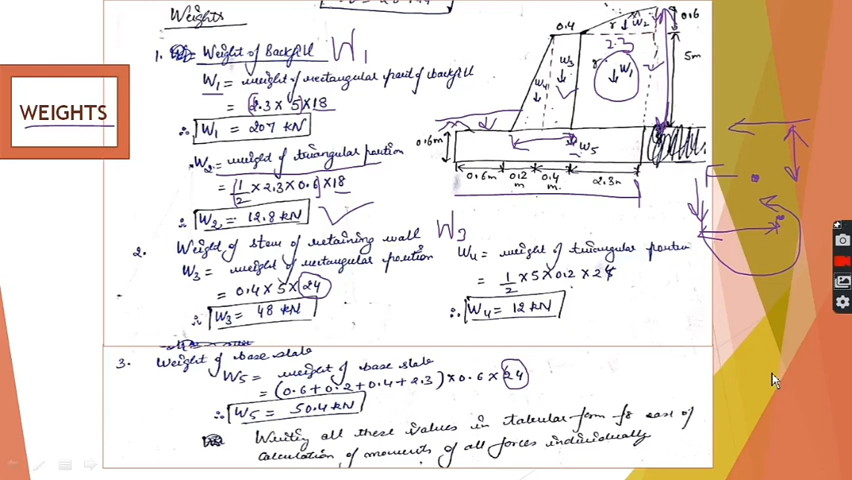 Weights
1. Weight of Backfill W1
W1 = weight of rectangular part of backfill
= (2.3 x 5) x 18
∴ W1 = 207 KN
W2 = weight of triangular portion
= (1/2 x 2.3 x 0.6) x 18
∴ W2 = 12.8 KN
2. Weight of stem of retaining wall W3
W3 = weight of rectangular portion
= 0.4 x 5 x 24
∴ W3 = 48 KN
W4 = weight of triangular portion
= 1/2 x 5 x 0.2 x 24
∴ W4 = 12 KN
3. Weight of base slab
W5 = weight of base slab
= (0.6 + 0.2 + 0.4 + 2.3) x 0.6 x 24
∴ W5 = 50.4 KN
Writing all these values in tabular form for ease of
calculation of moments of all forces individually
WEIGHTS
0.4
r ↓ W2
0.6
2.3
5m
W3
W4
r
↓ W1
0.6m
W5
0.6m
0.2
m
0.4
m.
2.3m
F